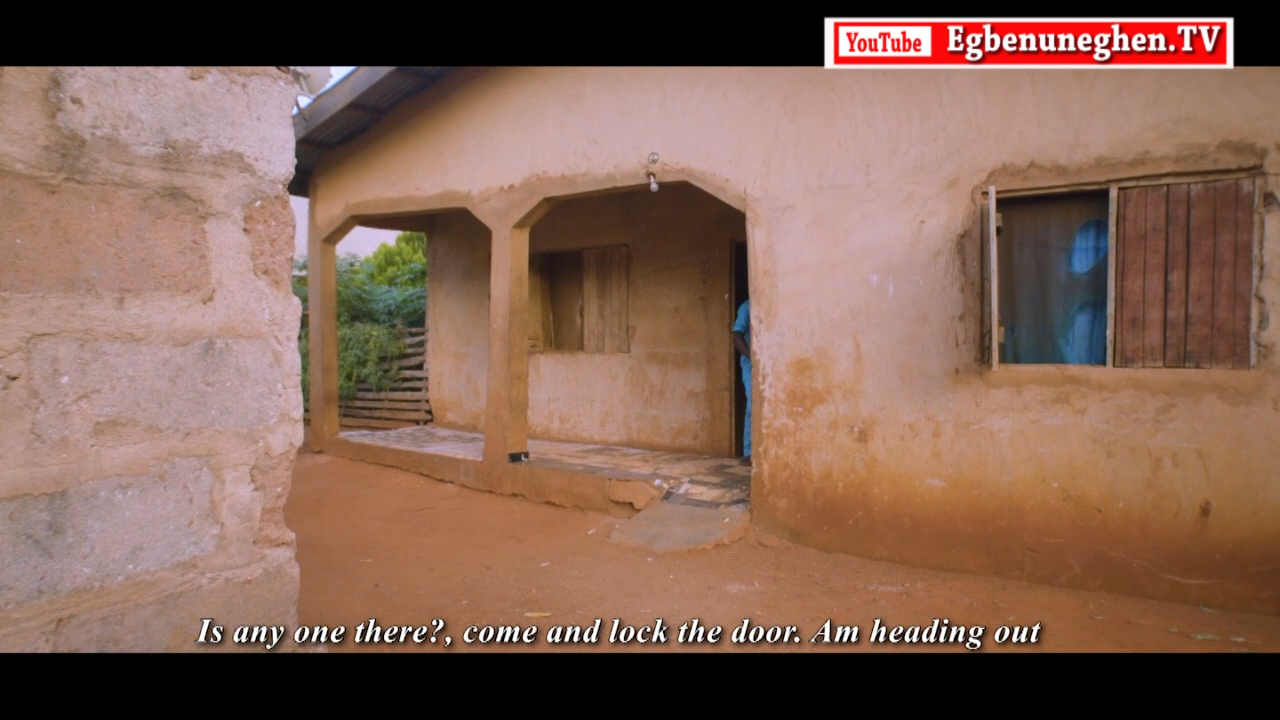 YouTube Egbenuneghen.TV
Is any one there?, come and lock the door. Am heading out